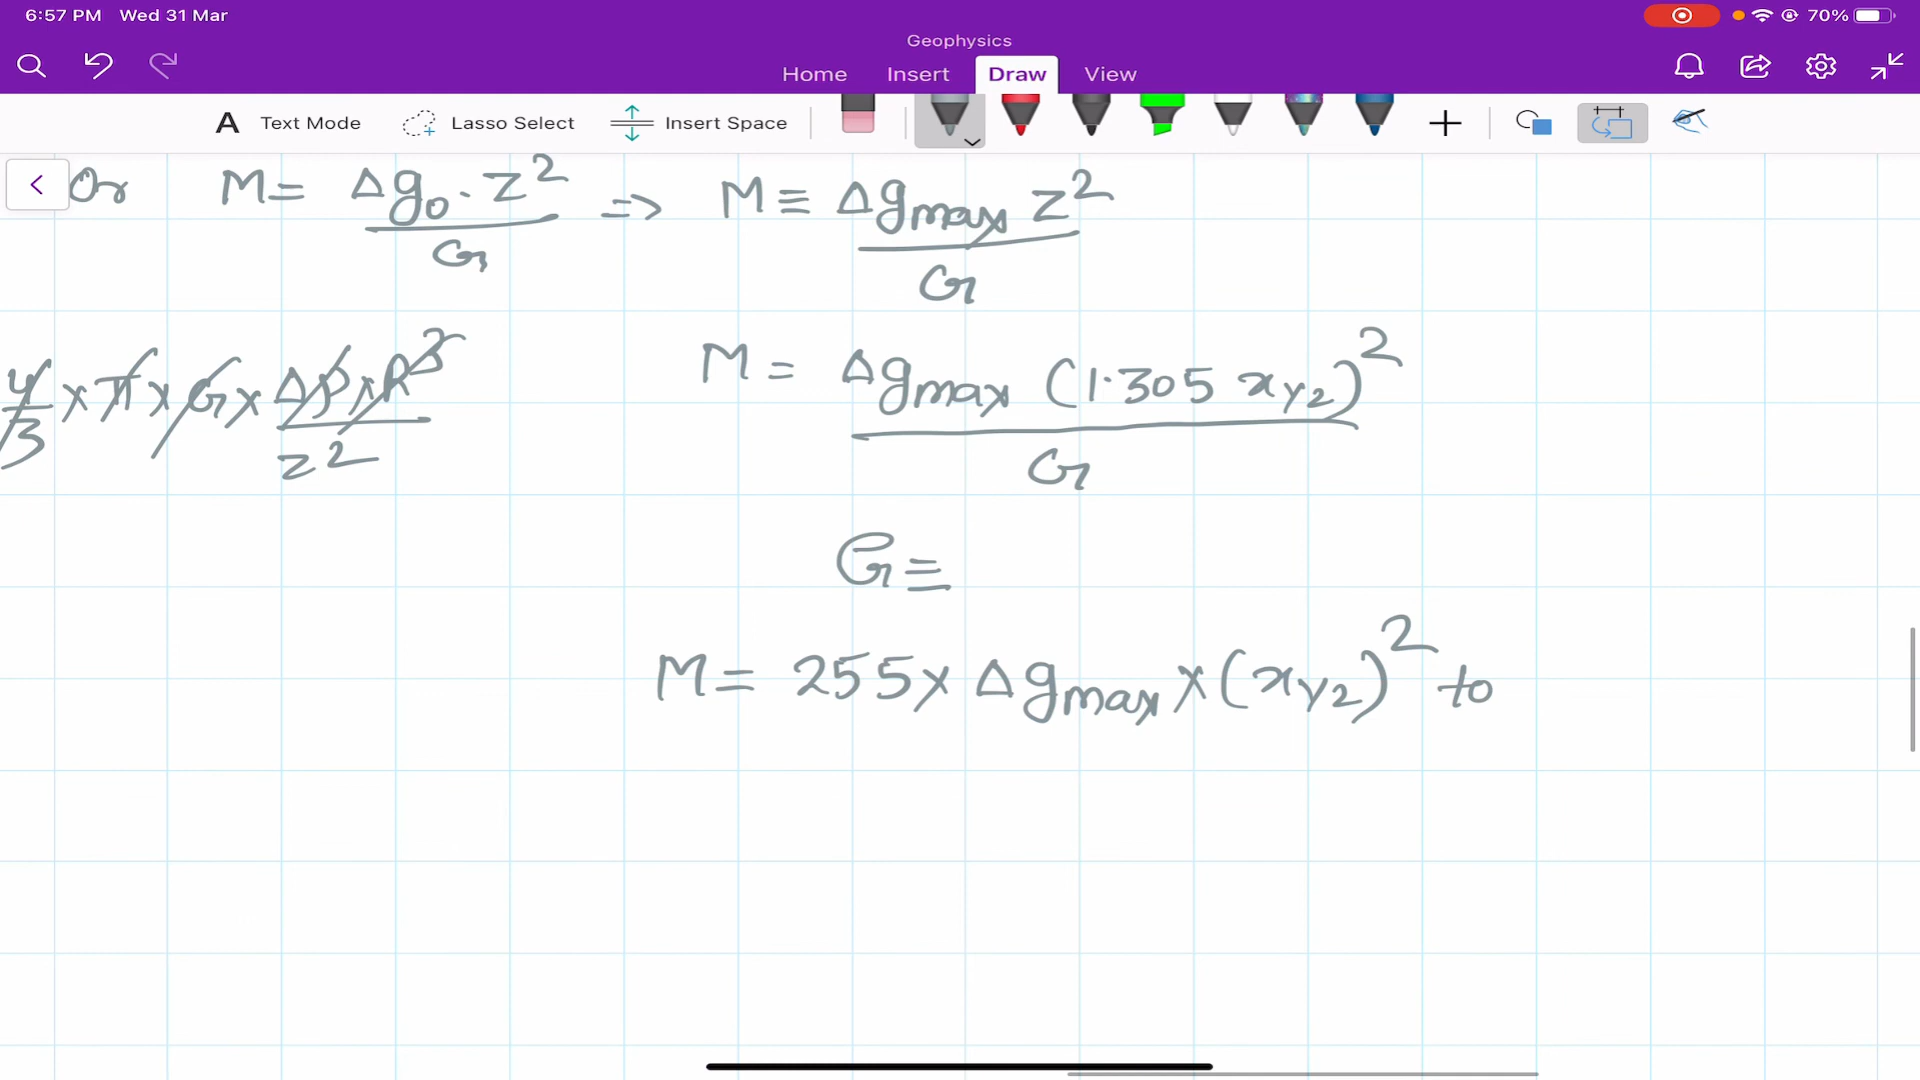 6:57 PM Wed 31 Mar
70%
Geophysics
Home Insert Draw View
A Text Mode Lasso Select Insert Space
Or M = Δg₀ · z² / G => M ≡ Δgmax z² / G
4/3 × π × G × Δρ × R³ / z²
M = Δgmax (1.305 x1/2)² / G
G =
M = 255 × Δgmax × (x1/2)² to